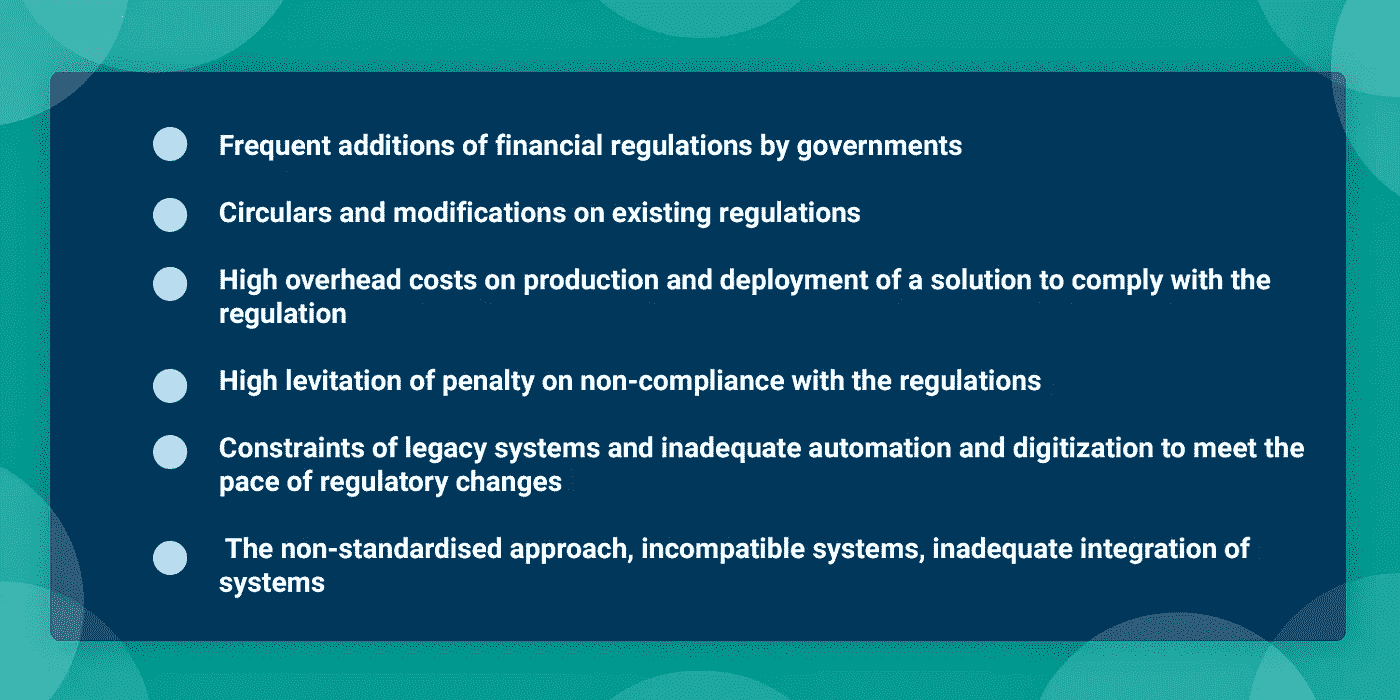 Frequent additions of financial regulations by governments
Circulars and modifications on existing regulations
High overhead costs on production and deployment of a solution to comply with the
regulation
High levitation of penalty on non-compliance with the regulations
Constraints of legacy systems and inadequate automation and digitization to meet the
pace of regulatory changes
The non-standardised approach, incompatible systems, inadequate integration of
systems